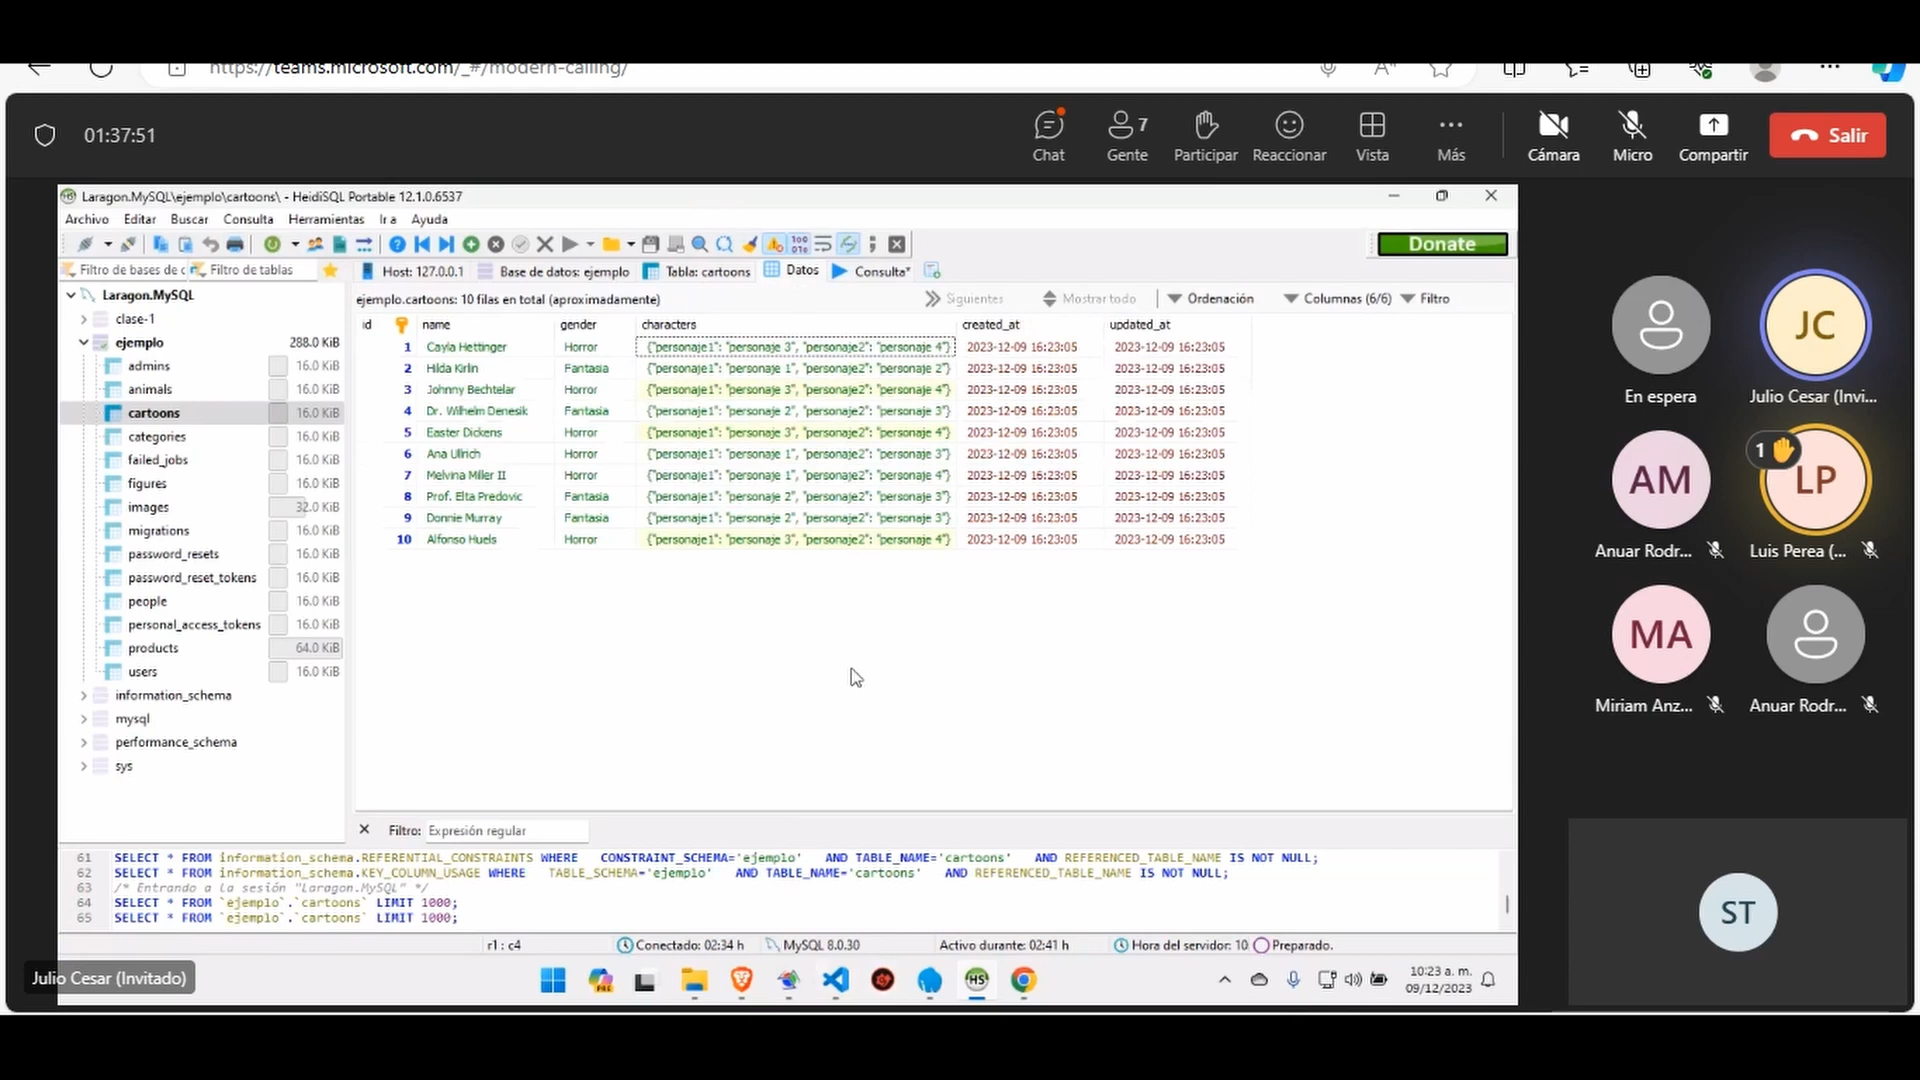 https://teams.microsoft.com/_#/modern-calling/
01:37:51
Chat
7
Gente
Participar
Reaccionar
Vista
Más
Cámara
Micro
Compartir
Salir
Laragon.MySQL\ejemplo\cartoons\ - HeidiSQL Portable 12.1.0.6537
Archivo Editar Buscar Consulta Herramientas Ir a Ayuda
Donate
Filtro de bases de c Filtro de tablas
Host: 127.0.0.1 Base de datos: ejemplo Tabla: cartoons Datos Consulta*
ejemplo.cartoons: 10 filas en total (aproximadamente) Siguientes Mostrar todo Ordenación Columnas (6/6) Filtro
Laragon.MySQL
clase-1
ejemplo 288.0 KiB
admins 16.0 KiB
animals 16.0 KiB
cartoons 16.0 KiB
categories 16.0 KiB
failed_jobs 16.0 KiB
figures 16.0 KiB
images 32.0 KiB
migrations 16.0 KiB
password_resets 16.0 KiB
password_reset_tokens 16.0 KiB
people 16.0 KiB
personal_access_tokens 16.0 KiB
products 64.0 KiB
users 16.0 KiB
information_schema
mysql
performance_schema
sys
id name gender characters created_at updated_at
1 Cayla Hettinger Horror {"personaje1": "personaje 3", "personaje2": "personaje 4"} 2023-12-09 16:23:05 2023-12-09 16:23:05
2 Hilda Kirlin Fantasia {"personaje1": "personaje 1", "personaje2": "personaje 2"} 2023-12-09 16:23:05 2023-12-09 16:23:05
3 Johnny Bechtelar Horror {"personaje1": "personaje 3", "personaje2": "personaje 4"} 2023-12-09 16:23:05 2023-12-09 16:23:05
4 Dr. Wilhelm Denesik Fantasia {"personaje1": "personaje 2", "personaje2": "personaje 3"} 2023-12-09 16:23:05 2023-12-09 16:23:05
5 Easter Dickens Horror {"personaje1": "personaje 3", "personaje2": "personaje 4"} 2023-12-09 16:23:05 2023-12-09 16:23:05
6 Ana Ullrich Horror {"personaje1": "personaje 1", "personaje2": "personaje 3"} 2023-12-09 16:23:05 2023-12-09 16:23:05
7 Melvina Miller II Horror {"personaje1": "personaje 1", "personaje2": "personaje 4"} 2023-12-09 16:23:05 2023-12-09 16:23:05
8 Prof. Elta Predovic Fantasia {"personaje1": "personaje 2", "personaje2": "personaje 3"} 2023-12-09 16:23:05 2023-12-09 16:23:05
9 Donnie Murray Fantasia {"personaje1": "personaje 2", "personaje2": "personaje 3"} 2023-12-09 16:23:05 2023-12-09 16:23:05
10 Alfonso Huels Horror {"personaje1": "personaje 3", "personaje2": "personaje 4"} 2023-12-09 16:23:05 2023-12-09 16:23:05
Filtro: Expresión regular
61 SELECT * FROM information_schema.REFERENTIAL_CONSTRAINTS WHERE CONSTRAINT_SCHEMA='ejemplo' AND TABLE_NAME='cartoons' AND REFERENCED_TABLE_NAME IS NOT NULL;
62 SELECT * FROM information_schema.KEY_COLUMN_USAGE WHERE TABLE_SCHEMA='ejemplo' AND TABLE_NAME='cartoons' AND REFERENCED_TABLE_NAME IS NOT NULL;
63 /* Entrando a la sesión "Laragon.MySQL" */
64 SELECT * FROM `ejemplo`.`cartoons` LIMIT 1000;
65 SELECT * FROM `ejemplo`.`cartoons` LIMIT 1000;
r1 : c4 Conectado: 02:34 h MySQL 8.0.30 Activo durante: 02:41 h Hora del servidor: 10 Preparado.
Julio Cesar (Invitado)
10:23 a. m.
09/12/2023
JC
En espera
Julio Cesar (Invi...
1
AM
LP
Anuar Rodr...
Luis Perea (...
MA
Miriam Anz...
Anuar Rodr...
ST